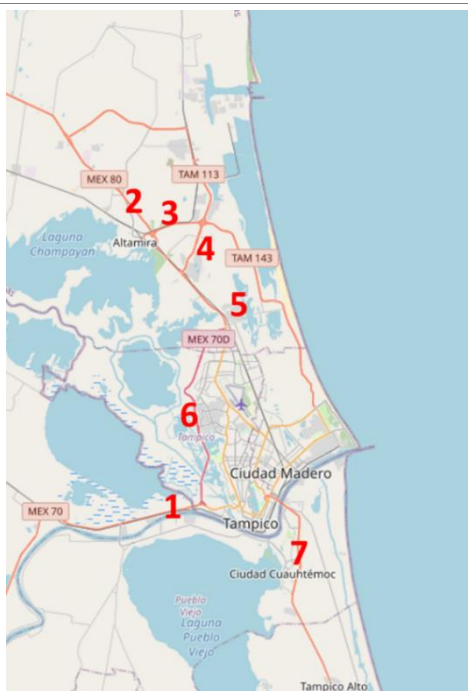 MEX 80
TAM 113
2
3
Laguna
Champayan
Altamira
4
TAM 143
5
MEX 70D
6
Tampico
Ciudad Madero
1
MEX 70
Tampico
7
Ciudad Cuauhtémoc
Pueblo
Viejo
Laguna
Pueblo
Viejo
Tampico Alto